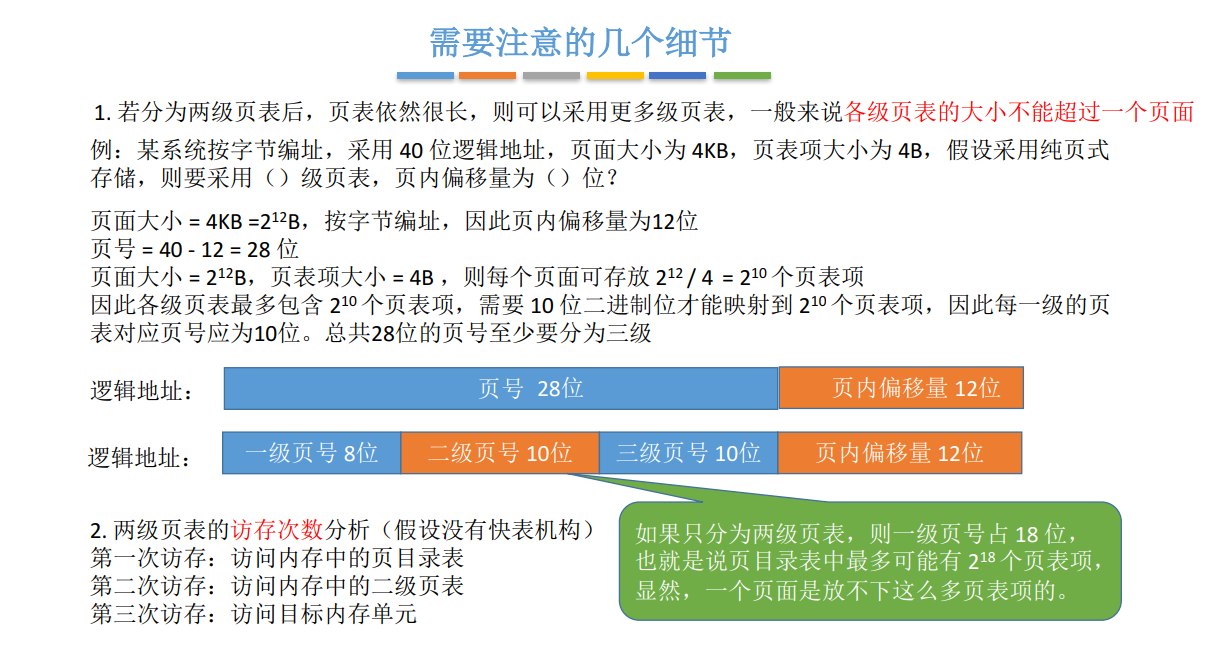 需要注意的几个细节
1. 若分为两级页表后，页表依然很长，则可以采用更多级页表，一般来说各级页表的大小不能超过一个页面
例：某系统按字节编址，采用 40 位逻辑地址，页面大小为 4KB，页表项大小为 4B，假设采用纯页式
存储，则要采用（）级页表，页内偏移量为（）位？
页面大小 = 4KB =2¹²B，按字节编址，因此页内偏移量为12位
页号 = 40 - 12 = 28 位
页面大小 = 2¹²B，页表项大小 = 4B ，则每个页面可存放 2¹² / 4 = 2¹⁰ 个页表项
因此各级页表最多包含 2¹⁰ 个页表项，需要 10 位二进制位才能映射到 2¹⁰ 个页表项，因此每一级的页
表对应页号应为10位。总共28位的页号至少要分为三级
逻辑地址： 页号 28位 页内偏移量 12位
逻辑地址： 一级页号 8位 二级页号 10位 三级页号 10位 页内偏移量 12位
2. 两级页表的访存次数分析（假设没有快表机构）
第一次访存：访问内存中的页目录表
第二次访存：访问内存中的二级页表
第三次访存：访问目标内存单元
如果只分为两级页表，则一级页号占 18 位，
也就是说页目录表中最多可能有 2¹⁸ 个页表项，
显然，一个页面是放不下这么多页表项的。